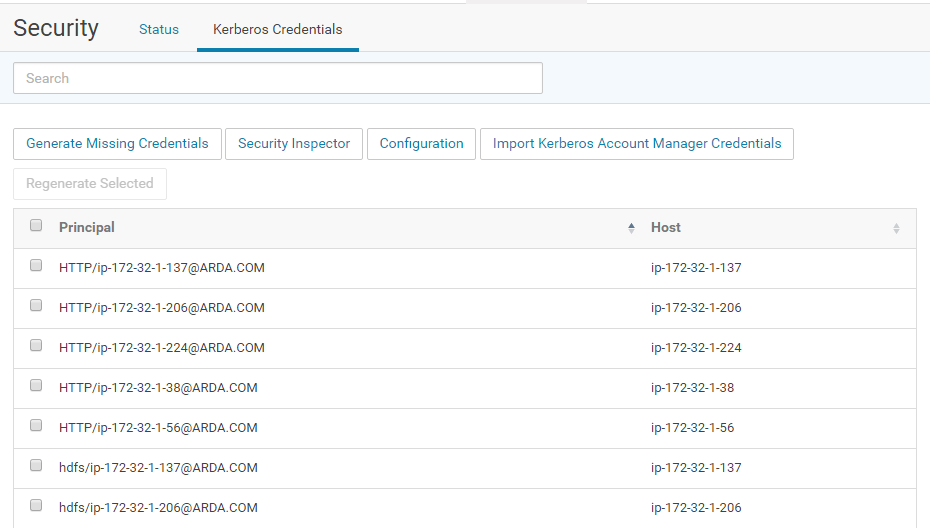 Security Status Kerberos Credentials
Search
Generate Missing Credentials Security Inspector Configuration Import Kerberos Account Manager Credentials
Regenerate Selected
Principal Host
HTTP/ip-172-32-1-137@ARDA.COM ip-172-32-1-137
HTTP/ip-172-32-1-206@ARDA.COM ip-172-32-1-206
HTTP/ip-172-32-1-224@ARDA.COM ip-172-32-1-224
HTTP/ip-172-32-1-38@ARDA.COM ip-172-32-1-38
HTTP/ip-172-32-1-56@ARDA.COM ip-172-32-1-56
hdfs/ip-172-32-1-137@ARDA.COM ip-172-32-1-137
hdfs/ip-172-32-1-206@ARDA.COM ip-172-32-1-206